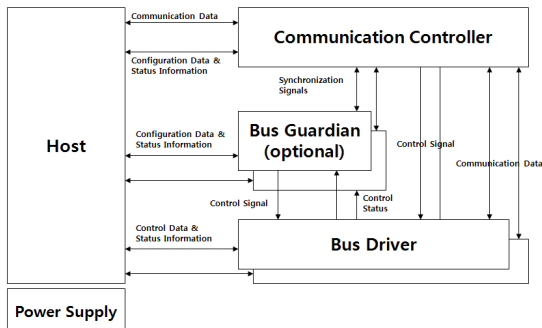 Communication Data
Communication Controller
Configuration Data &
Status Information
Synchronization
Signals
Host
Bus Guardian
(optional)
Configuration Data &
Status Information
Control Signal
Communication Data
Control Signal
Control
Status
Control Data &
Status Information
Bus Driver
Power Supply